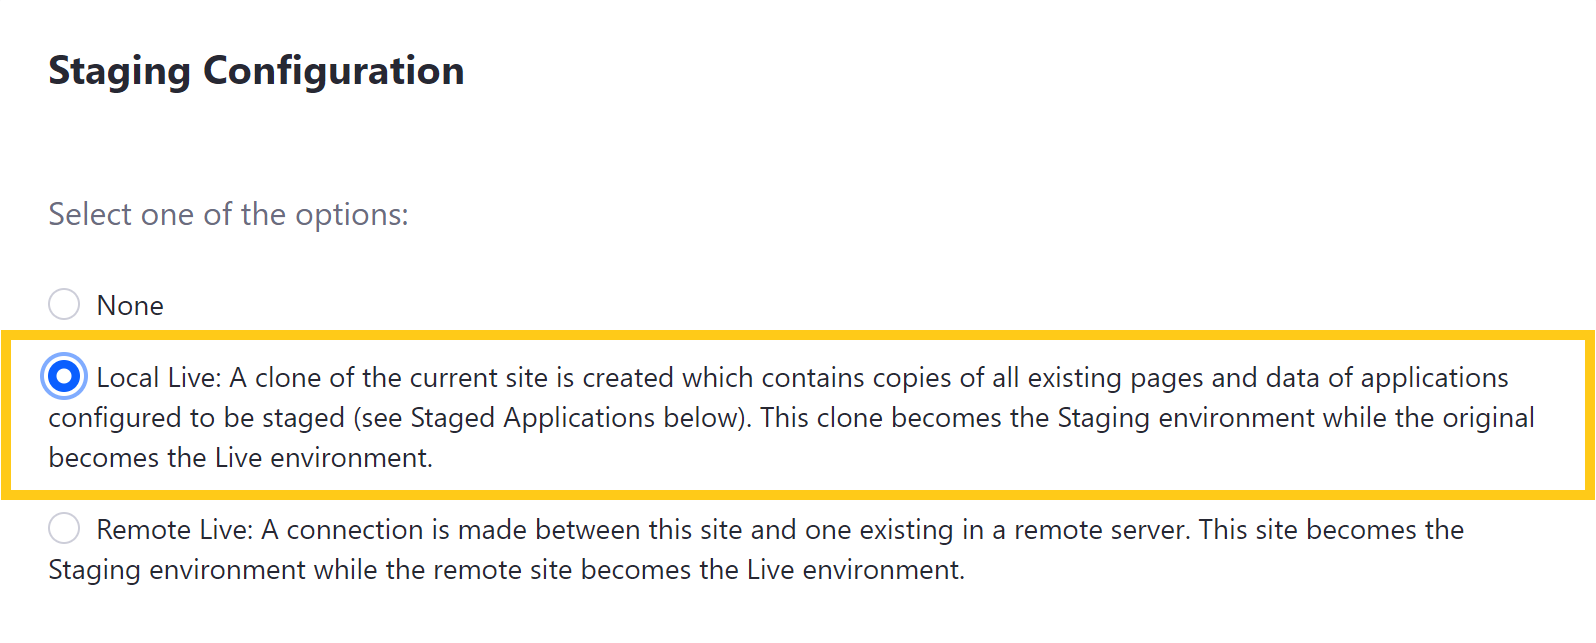 Staging Configuration
Select one of the options:
None
Local Live: A clone of the current site is created which contains copies of all existing pages and data of applications
configured to be staged (see Staged Applications below). This clone becomes the Staging environment while the original
becomes the Live environment.
Remote Live: A connection is made between this site and one existing in a remote server. This site becomes the
Staging environment while the remote site becomes the Live environment.